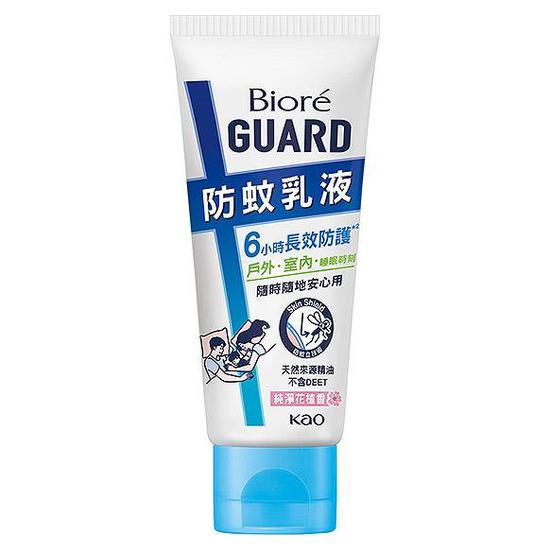 Bioré
GUARD
防蚊乳液
6小時長效防護*2
戶外・室內・睡眠時刻
隨時隨地安心用
Skin Shield
天然來源精油
不含DEET
純淨花植香
Kao